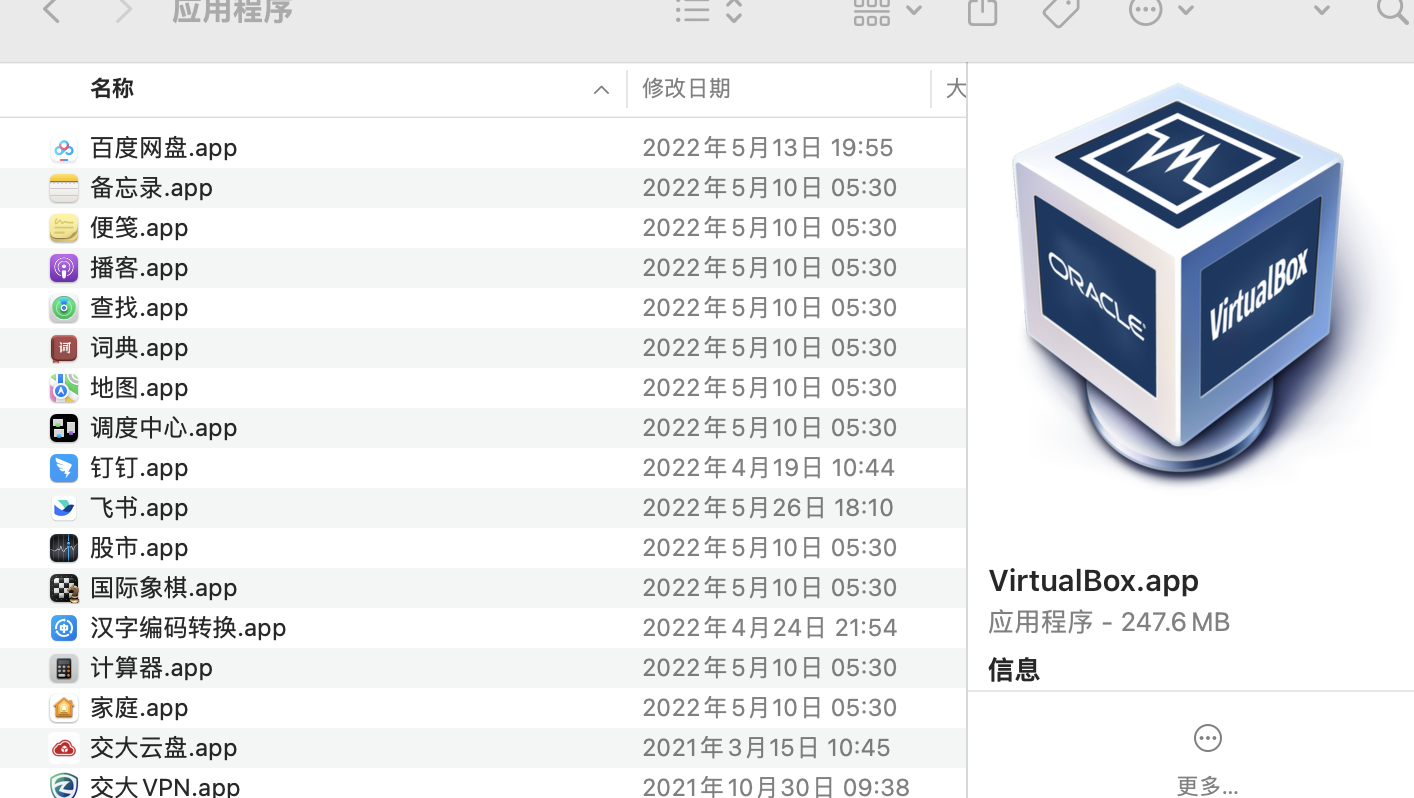 应用程序
名称
修改日期
大
百度网盘.app
2022年5月13日 19:55
备忘录.app
2022年5月10日 05:30
便笺.app
2022年5月10日 05:30
播客.app
2022年5月10日 05:30
查找.app
2022年5月10日 05:30
词
词典.app
2022年5月10日 05:30
地图.app
2022年5月10日 05:30
调度中心.app
2022年5月10日 05:30
钉钉.app
2022年4月19日 10:44
飞书.app
2022年5月26日 18:10
股市.app
2022年5月10日 05:30
国际象棋.app
2022年5月10日 05:30
汉字编码转换.app
2022年4月24日 21:54
计算器.app
2022年5月10日 05:30
家庭.app
2022年5月10日 05:30
交大云盘.app
2021年3月15日 10:45
交大VPN.app
2021年10月30日 09:38
ORACLE
VirtualBox
VirtualBox.app
应用程序 - 247.6 MB
信息
更多...